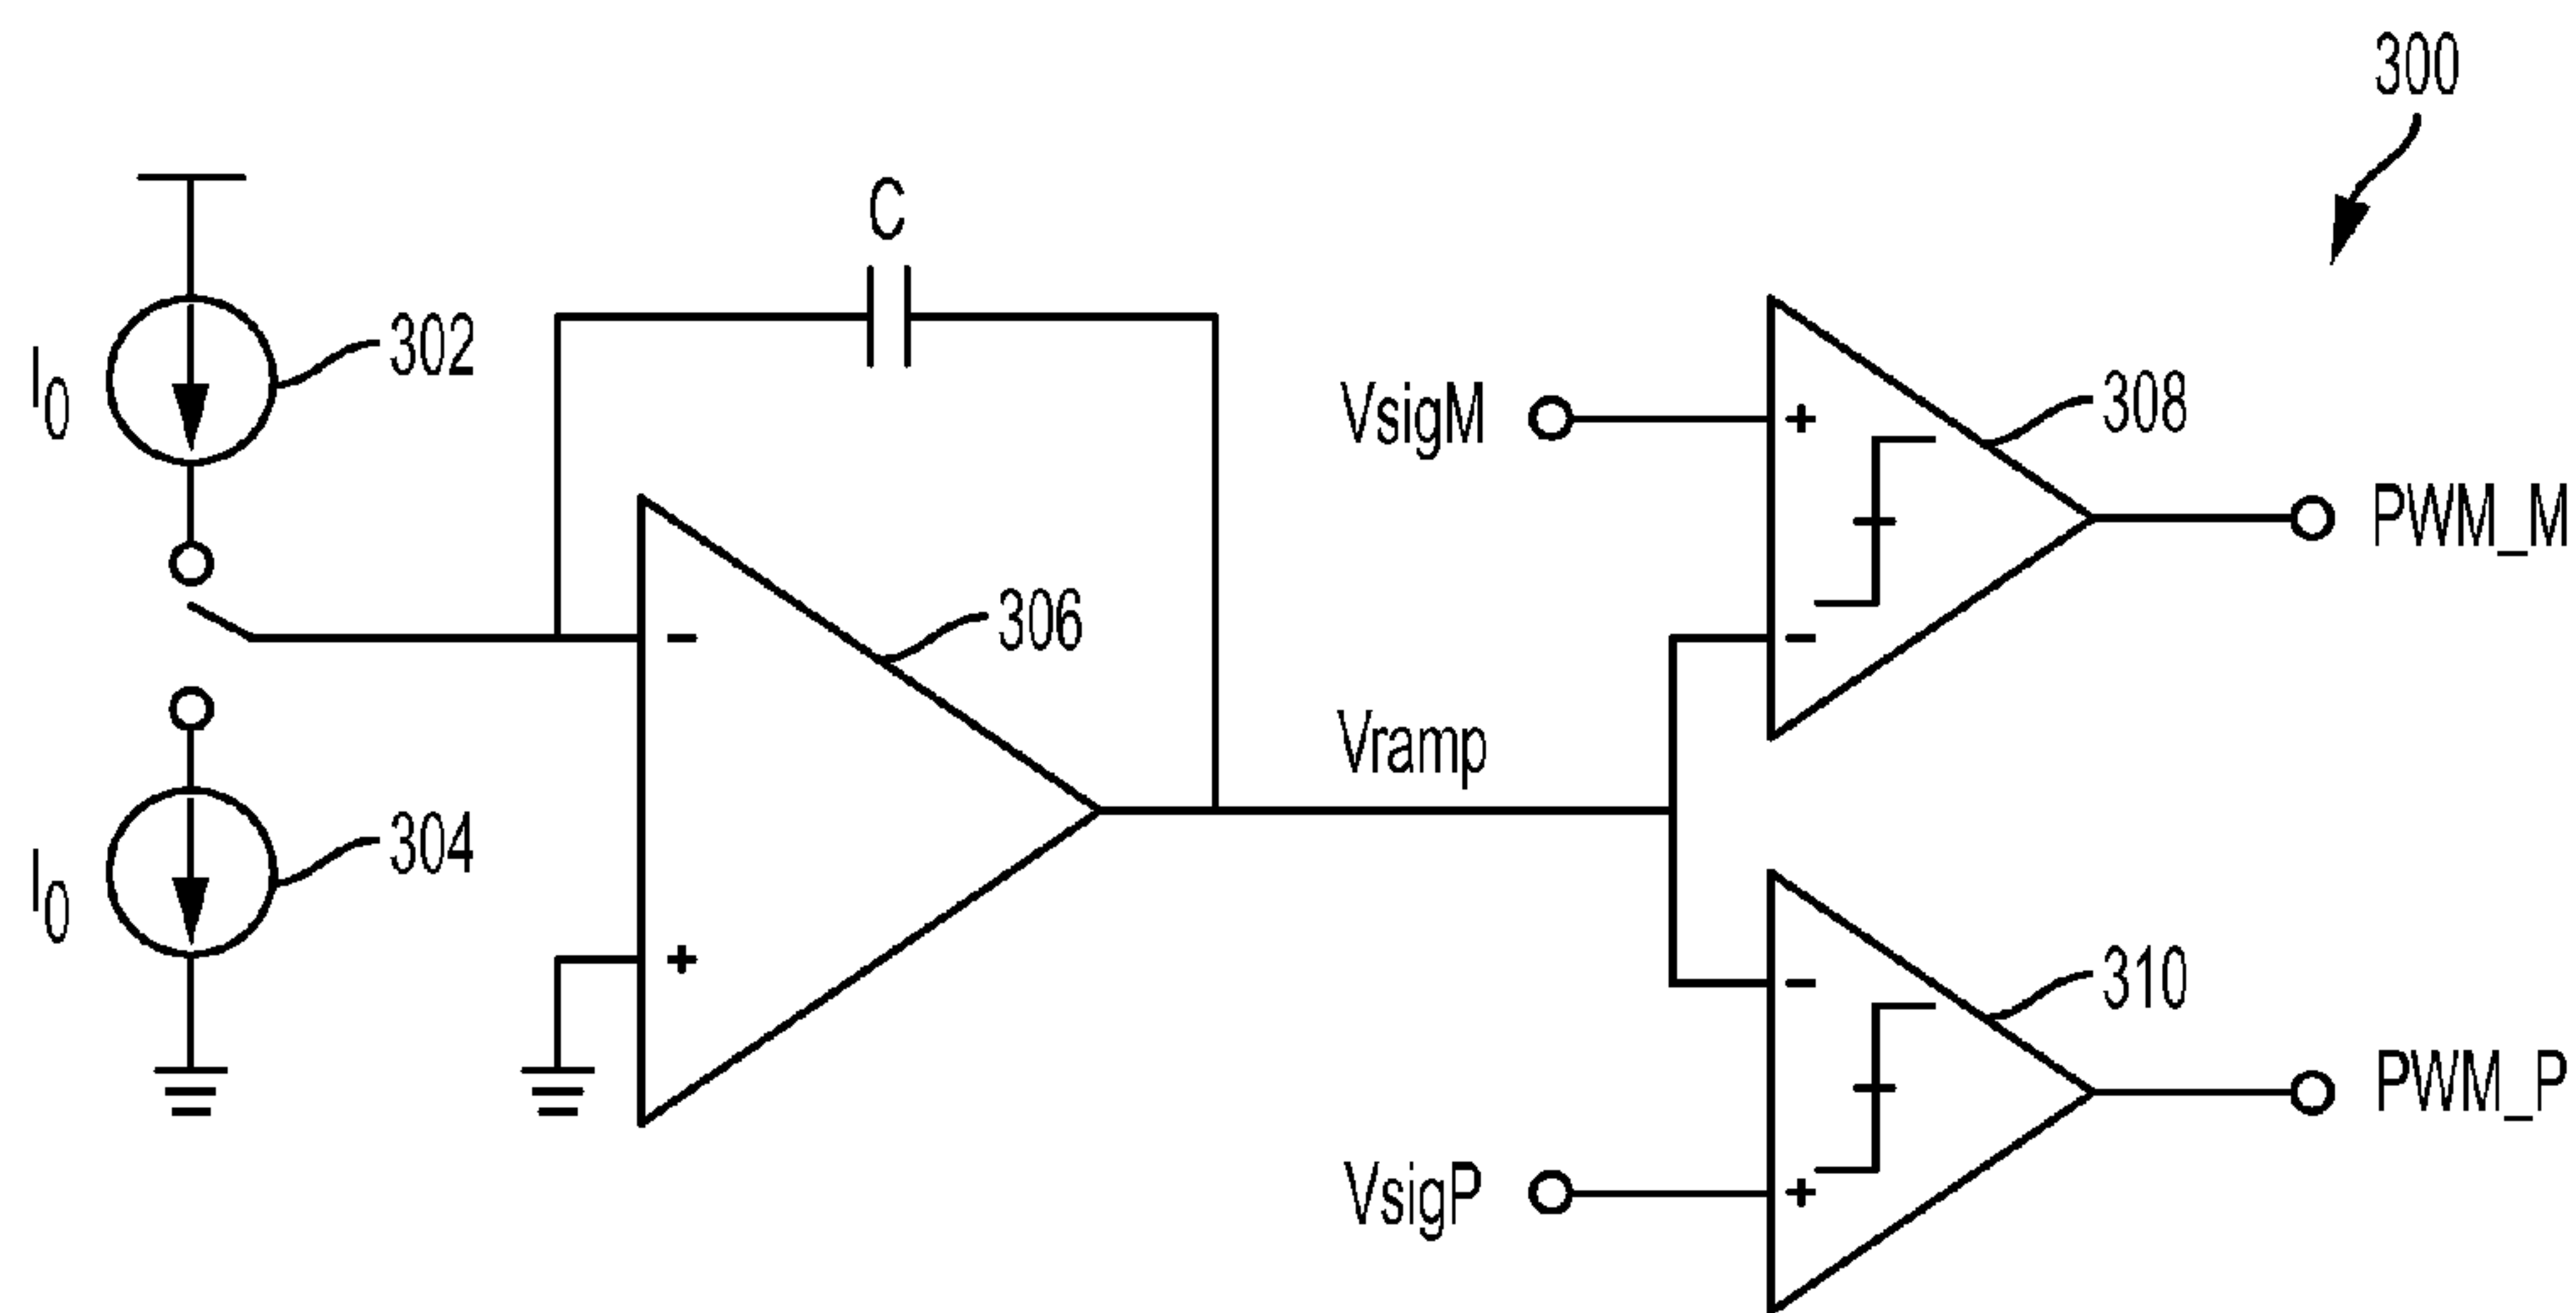 300
C
I0
302
VsigM
+
308
PWM_M
-
306
-
Vramp
I0
304
+
-
310
PWM_P
VsigP
+